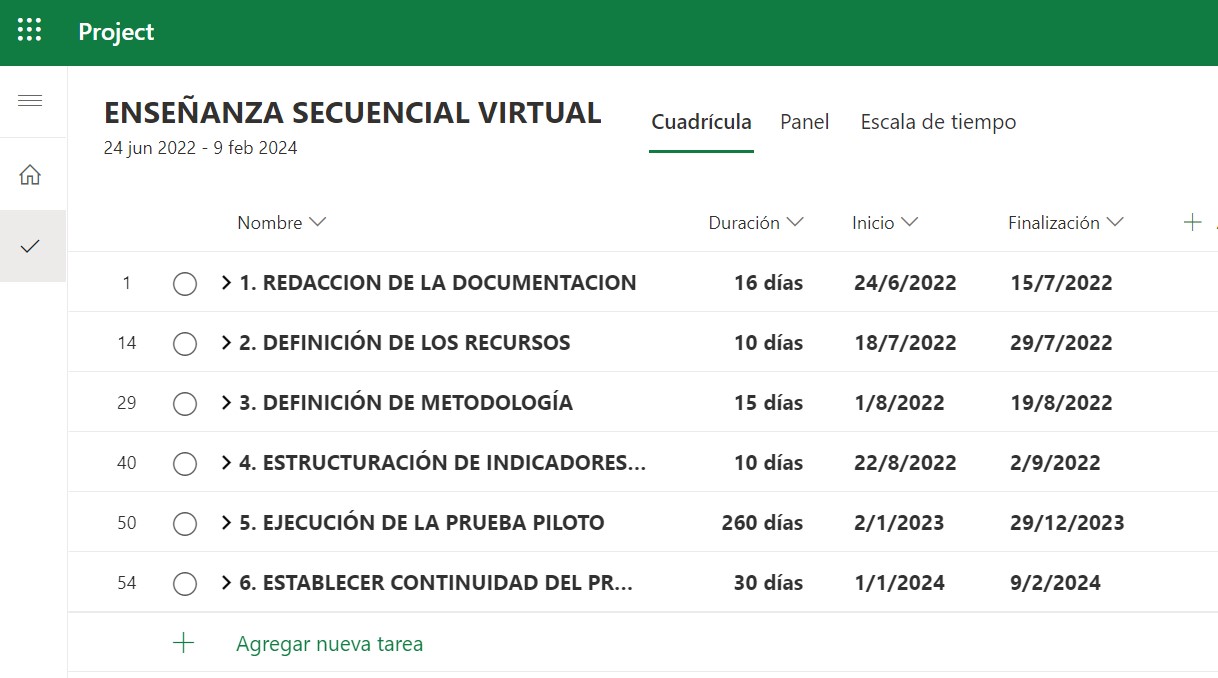 Project
ENSEÑANZA SECUENCIAL VIRTUAL
24 jun 2022 - 9 feb 2024
Cuadrícula Panel Escala de tiempo
Nombre Duración Inicio Finalización
1 1. REDACCION DE LA DOCUMENTACION 16 días 24/6/2022 15/7/2022
14 2. DEFINICIÓN DE LOS RECURSOS 10 días 18/7/2022 29/7/2022
29 3. DEFINICIÓN DE METODOLOGÍA 15 días 1/8/2022 19/8/2022
40 4. ESTRUCTURACIÓN DE INDICADORES... 10 días 22/8/2022 2/9/2022
50 5. EJECUCIÓN DE LA PRUEBA PILOTO 260 días 2/1/2023 29/12/2023
54 6. ESTABLECER CONTINUIDAD DEL PR... 30 días 1/1/2024 9/2/2024
Agregar nueva tarea